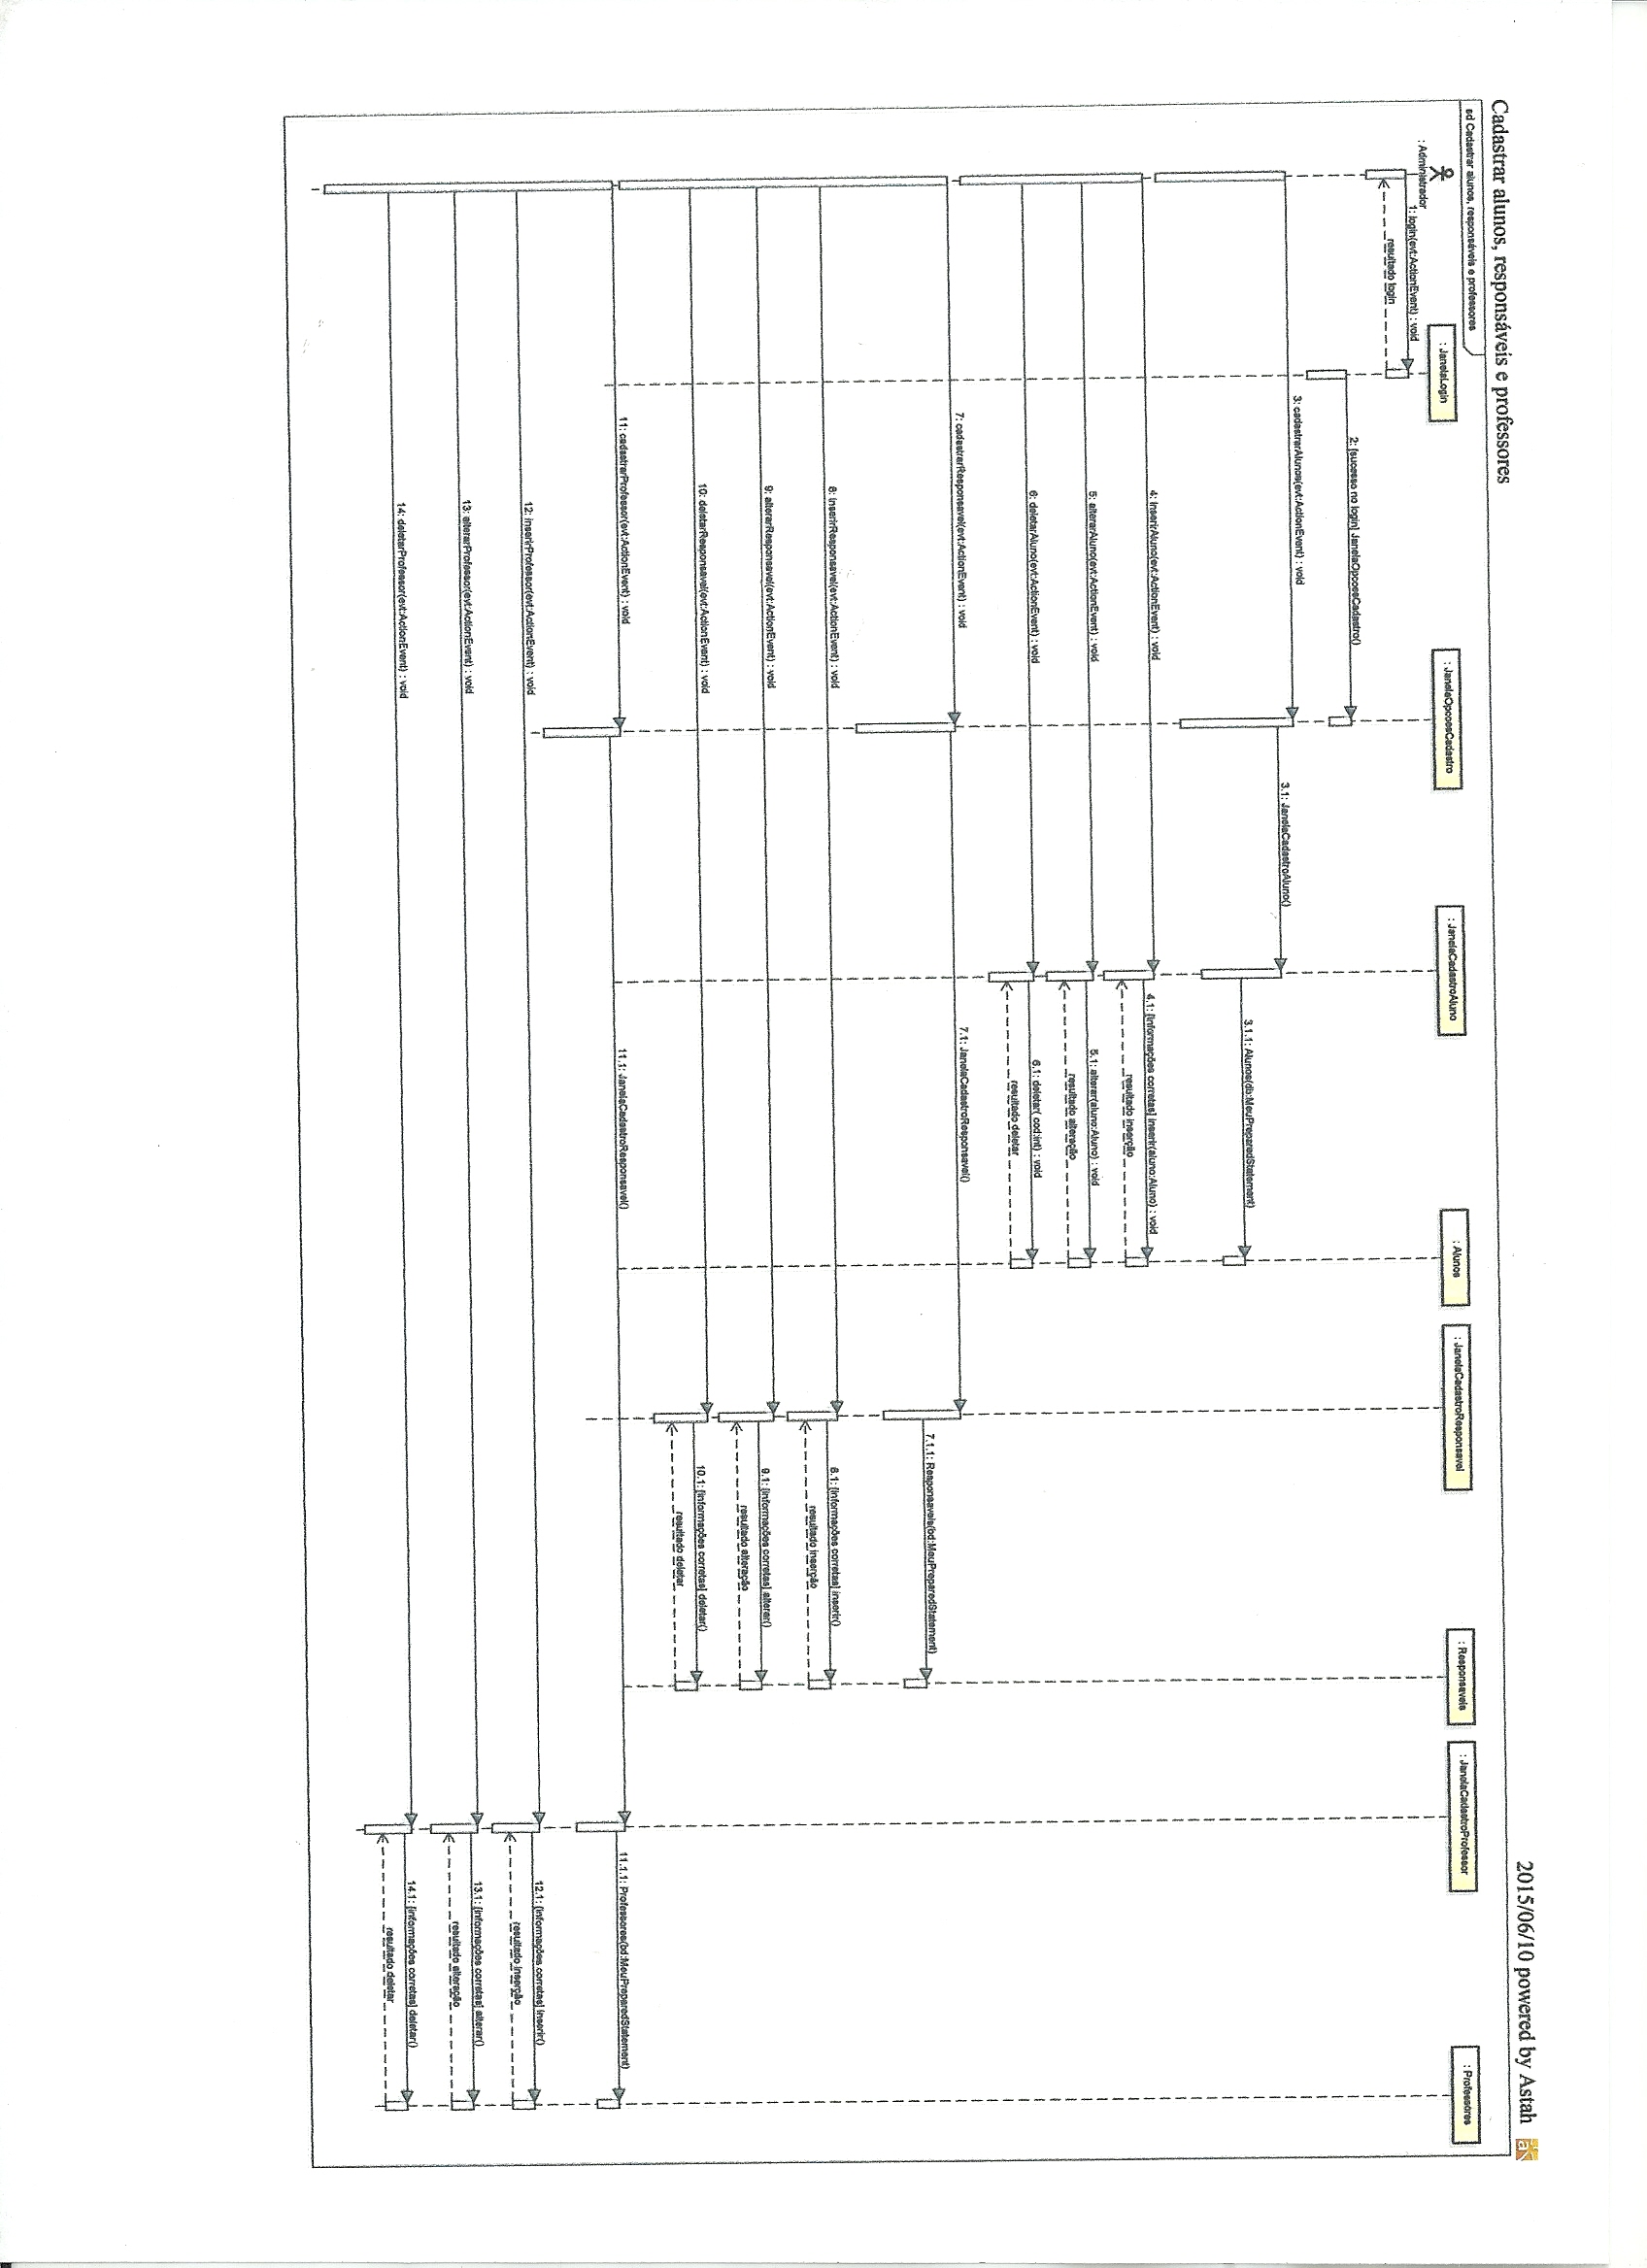 Cadastrar alunos, responsáveis e professores
2015/06/10 powered by Astah
sd Cadastrar alunos, responsáveis e professores
: Administrador
: JanelaLogin
: JanelaOpcoesCadastro
: JanelaCadastroAluno
: Alunos
: JanelaCadastroResponsavel
: Responsaveis
: JanelaCadastroProfessor
: Professores
1: login(evt:ActionEvent) : void
resultado login
2: [sucesso no login] JanelaOpcoesCadastro()
3: cadastrarAlunos(evt:ActionEvent) : void
3.1: JanelaCadastroAluno()
3.1.1: Alunos(db:MeuPreparedStatement)
4: inserirAluno(evt:ActionEvent) : void
4.1: [informações corretas] inserir(aluno:Aluno) : void
resultado inserção
5: alterarAluno(evt:ActionEvent) : void
5.1: alterar(aluno:Aluno) : void
resultado alteração
6: deletarAluno(evt:ActionEvent) : void
6.1: deletar( cod:int) : void
resultado deletar
7: cadastrarResponsavel(evt:ActionEvent) : void
7.1: JanelaCadastroResponsavel()
7.1.1: Responsaveis(bd:MeuPreparedStatement)
8: inserirResponsavel(evt:ActionEvent) : void
8.1: [informações corretas] inserir()
resultado inserção
9: alterarResponsavel(evt:ActionEvent) : void
9.1: [informações corretas] alterar()
resultado alteração
10: deletarResponsavel(evt:ActionEvent) : void
10.1: [informações corretas] deletar()
resultado deletar
11: cadastrarProfessor(evt:ActionEvent) : void
11.1: JanelaCadastroResponsavel()
11.1.1: Professores(bd:MeuPreparedStatement)
12: inserirProfessor(evt:ActionEvent) : void
12.1: [informações corretas] inserir()
resultado inserção
13: alterarProfessor(evt:ActionEvent) : void
13.1: [informações corretas] alterar()
resultado alteração
14: deletarProfessor(evt:ActionEvent) : void
14.1: [informações corretas] deletar()
resultado deletar